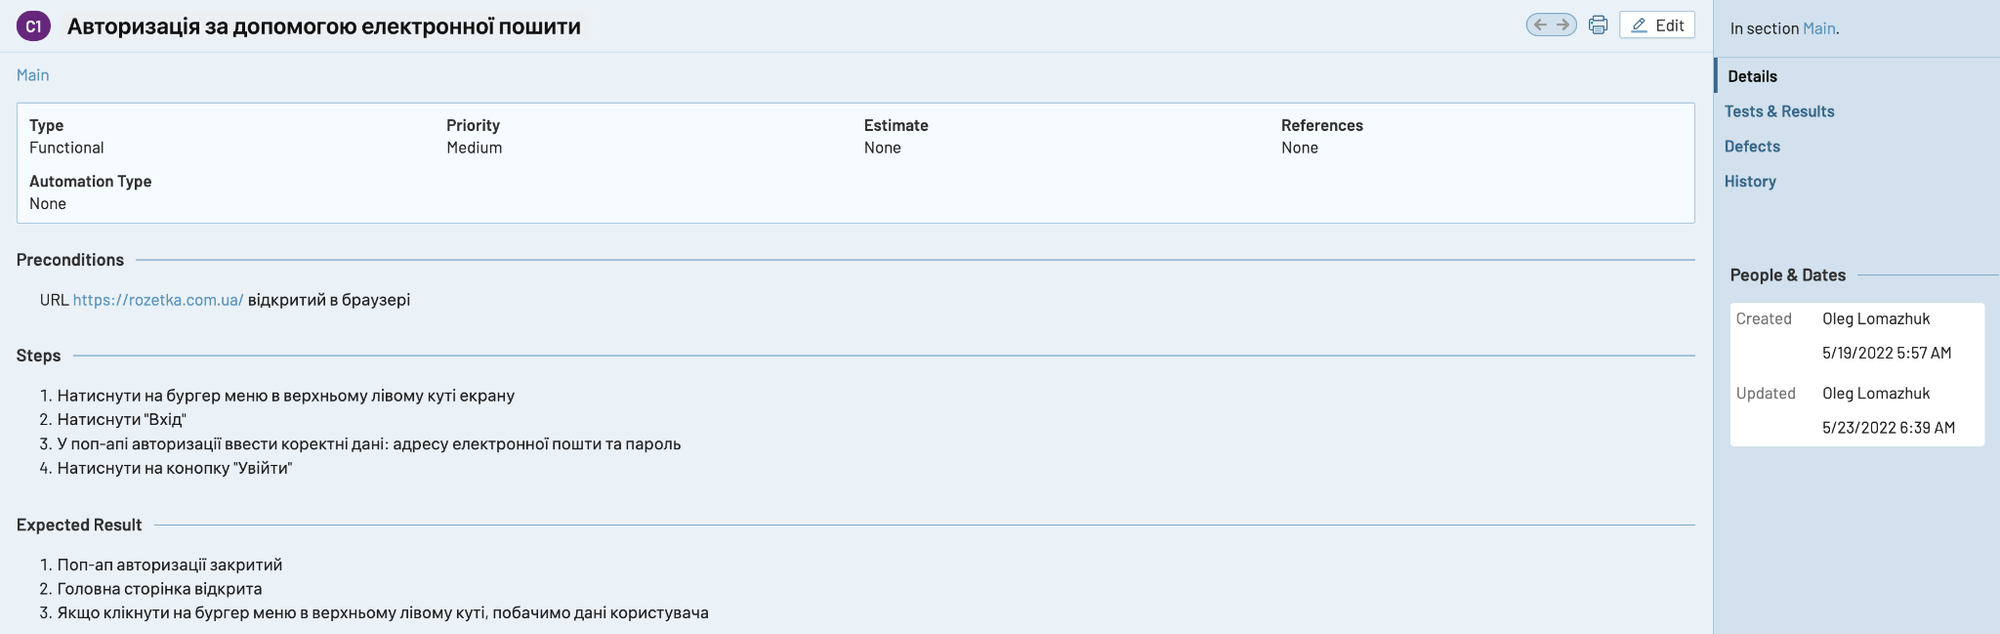 C1 Авторизація за допомогою електронної пошити
Edit
Main
Type Priority Estimate References
Functional Medium None None
Automation Type
None
Preconditions
URL https://rozetka.com.ua/ відкритий в браузері
Steps
1. Натиснути на бургер меню в верхньому лівому куті екрану
2. Натиснути "Вхід"
3. У поп-апі авторизації ввести коректні дані: адресу електронної пошти та пароль
4. Натиснути на конопку "Увійти"
Expected Result
1. Поп-ап авторизації закритий
2. Головна сторінка відкрита
3. Якщо клікнути на бургер меню в верхньому лівому куті, побачимо дані користувача
In section Main.
Details
Tests & Results
Defects
History
People & Dates
Created Oleg Lomazhuk
5/19/2022 5:57 AM
Updated Oleg Lomazhuk
5/23/2022 6:39 AM